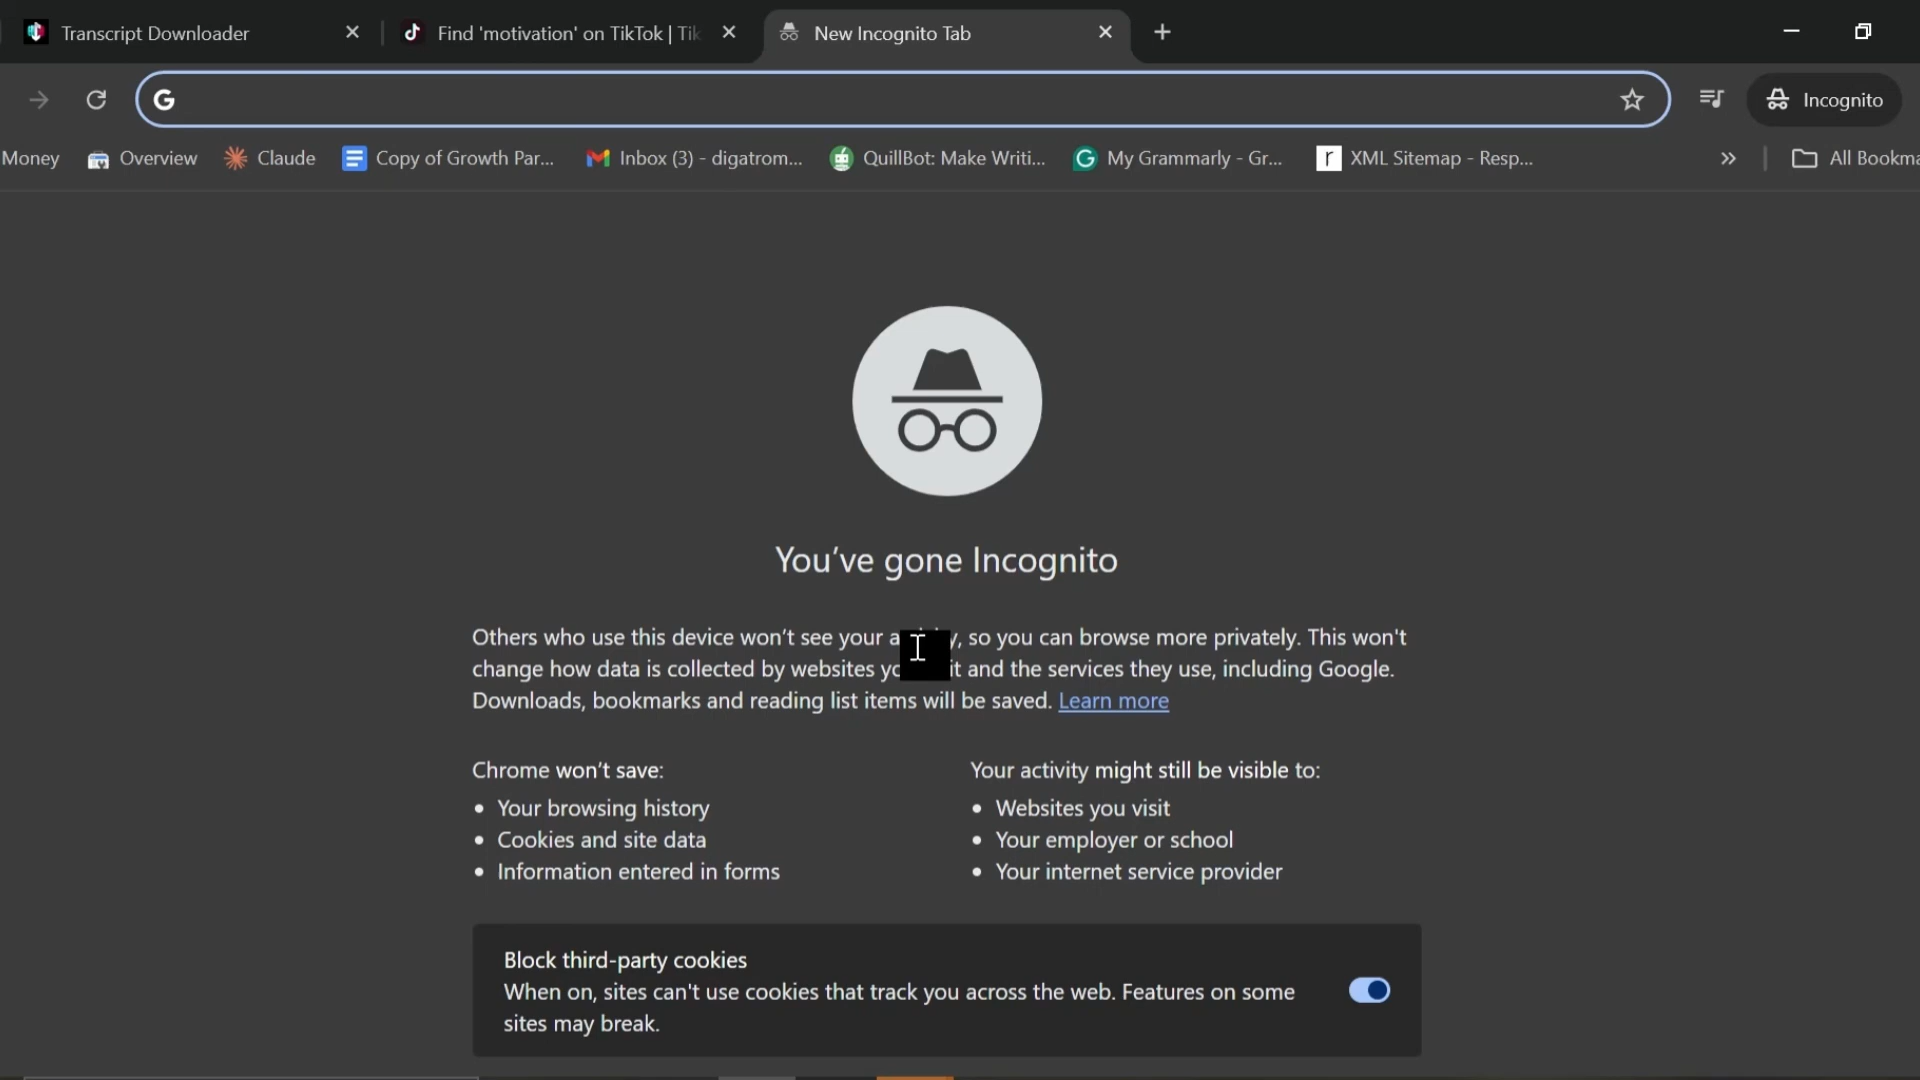 Transcript Downloader
Find 'motivation' on TikTok | Tik
New Incognito Tab
Incognito
Money
Overview
Claude
Copy of Growth Par...
Inbox (3) - digatrom...
QuillBot: Make Writi...
My Grammarly - Gr...
XML Sitemap - Resp...
All Bookma
You've gone Incognito
Others who use this device won't see your , so you can browse more privately. This won't
change how data is collected by websites and the services they use, including Google.
Downloads, bookmarks and reading list items will be saved. Learn more
Chrome won't save:
• Your browsing history
• Cookies and site data
• Information entered in forms
Your activity might still be visible to:
• Websites you visit
• Your employer or school
• Your internet service provider
Block third-party cookies
When on, sites can't use cookies that track you across the web. Features on some
sites may break.